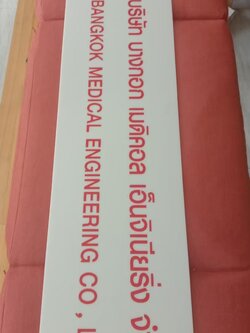 บริษัท บางกอก เมดิคอล เอ็นจิเนียริ่ง
BANGKOK MEDICAL ENGINEERING CO.,